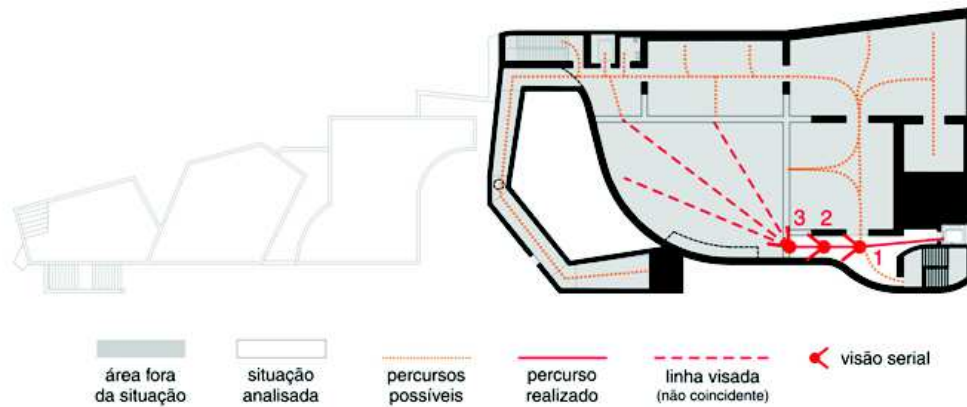 3 2
1
área fora
da situação
situação
analisada
percursos
possíveis
percurso
realizado
linha visada
(não coincidente)
visão serial